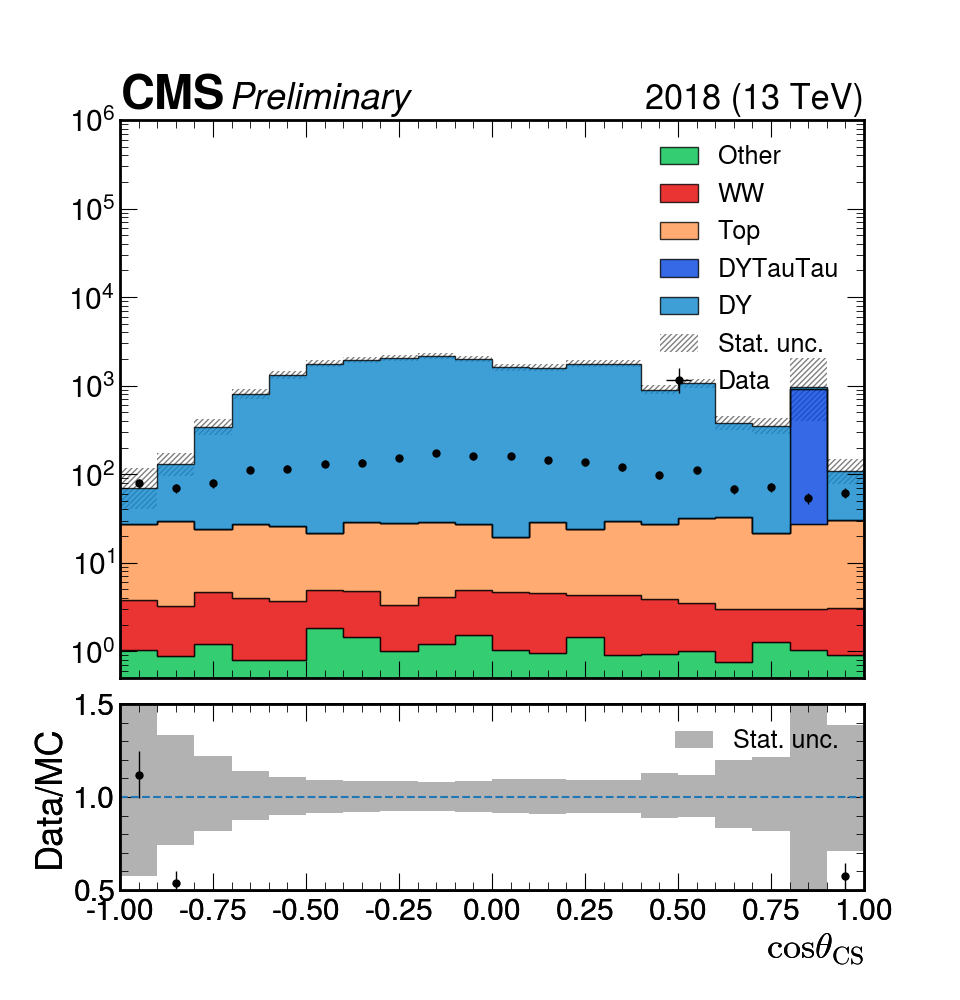 CMS Preliminary 2018 (13 TeV)
10⁶
10⁵
10⁴
10³
10²
10¹
10⁰
Other
WW
Top
DYTauTau
DY
Stat. unc.
Data
1.5
1.0
0.5
Data/MC
Stat. unc.
-1.00 -0.75 -0.50 -0.25 0.00 0.25 0.50 0.75 1.00
cosθ_CS